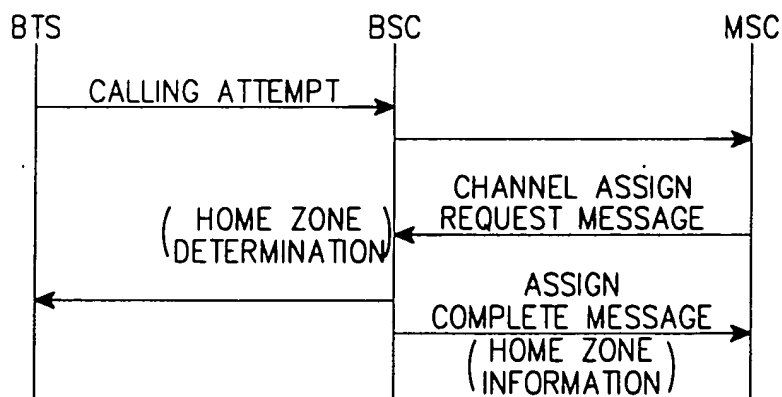 BTS BSC MSC
CALLING ATTEMPT
CHANNEL ASSIGN
REQUEST MESSAGE
(HOME ZONE
DETERMINATION)
ASSIGN
COMPLETE MESSAGE
(HOME ZONE
INFORMATION)